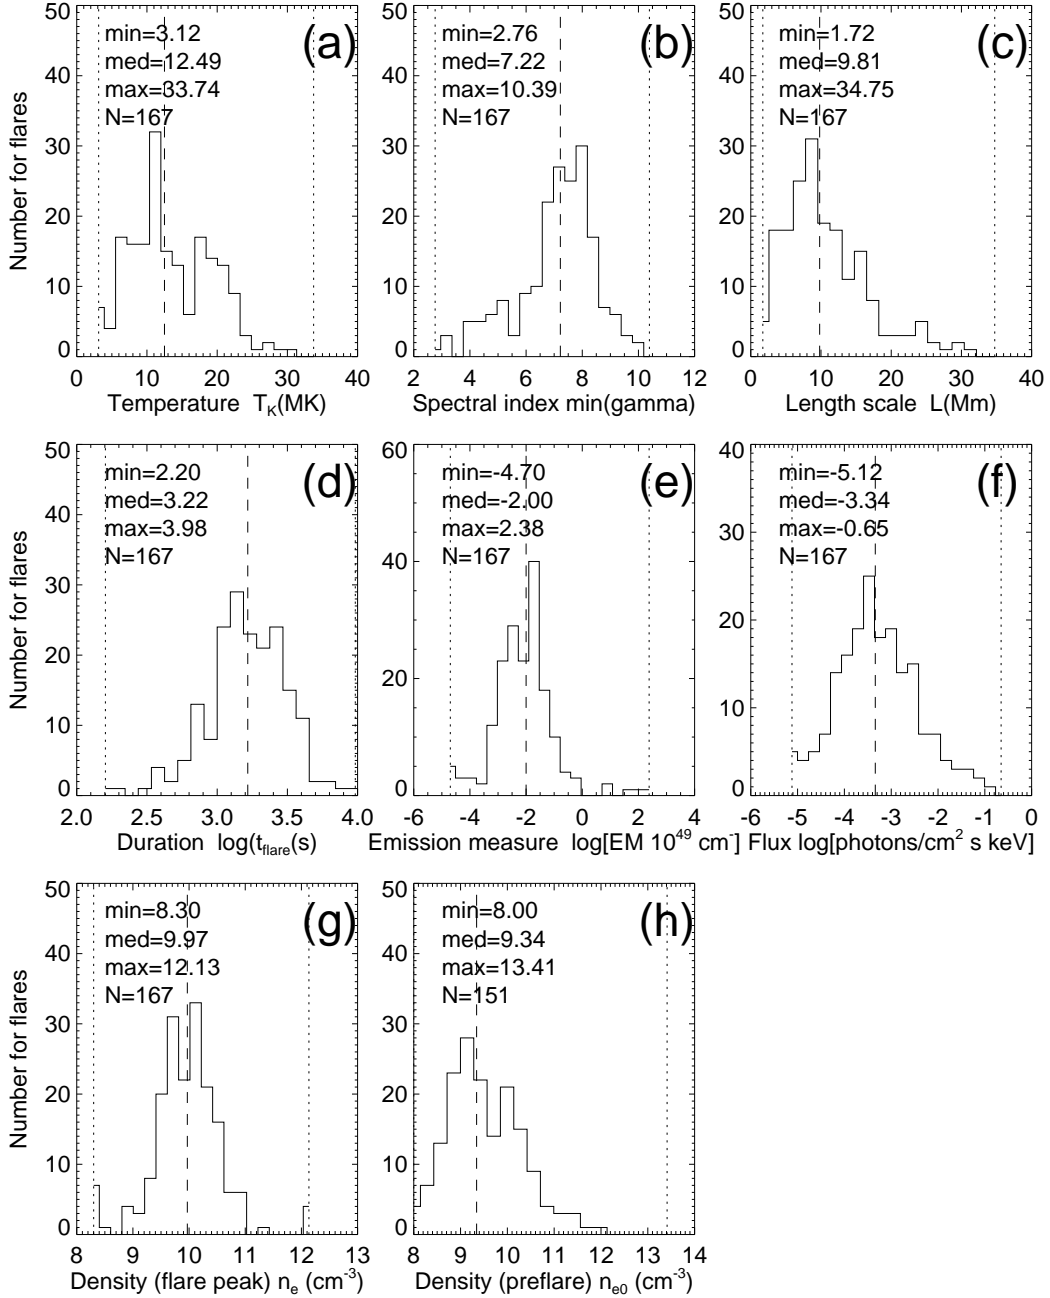 50
40
30
20
10
0
Number for flares
min=3.12
med=12.49
max=33.74
N=167
(a)
0 10 20 30 40
Temperature T_K(MK)
50
40
30
20
10
0
min=2.76
med=7.22
max=10.39
N=167
(b)
2 4 6 8 10 12
Spectral index min(gamma)
50
40
30
20
10
0
min=1.72
med=9.81
max=34.75
N=167
(c)
0 10 20 30 40
Length scale L(Mm)
50
40
30
20
10
0
Number for flares
min=2.20
med=3.22
max=3.98
N=167
(d)
2.0 2.5 3.0 3.5 4.0
Duration log(t_flare(s)
60
40
20
0
min=-4.70
med=-2.00
max=2.38
N=167
(e)
-6 -4 -2 0 2 4
Emission measure log[EM 10^49 cm^-]
40
30
20
10
0
min=-5.12
med=-3.34
max=-0.65
N=167
(f)
-6 -5 -4 -3 -2 -1 0
Flux log[photons/cm^2 s keV]
50
40
30
20
10
0
Number for flares
min=8.30
med=9.97
max=12.13
N=167
(g)
8 9 10 11 12 13
Density (flare peak) n_e (cm^-3)
50
40
30
20
10
0
min=8.00
med=9.34
max=13.41
N=151
(h)
8 9 10 11 12 13 14
Density (preflare) n_e0 (cm^-3)